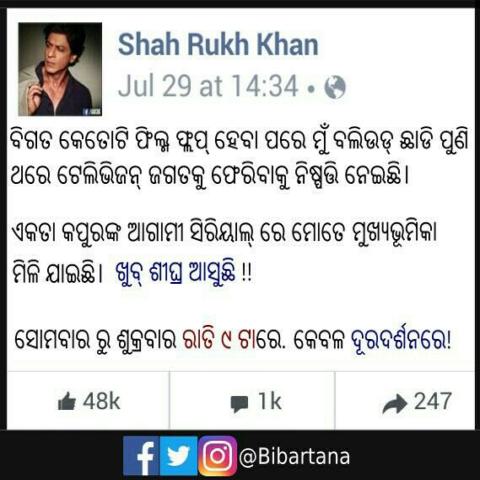 Shah Rukh Khan
Jul 29 at 14:34 •
ବିଗତ କେତୋଟି ଫିଲ୍ମ ଫ୍ଲପ୍ ହେବା ପରେ ମୁଁ ବଲିଉଡ୍ ଛାଡି ପୁଣି
ଥରେ ଟେଲିଭିଜନ୍ ଜଗତକୁ ଫେରିବାକୁ ନିଷ୍ପତ୍ତି ନେଇଛି।
ଏକତା କପୁରଙ୍କ ଆଗାମୀ ସିରିୟାଲ୍ ରେ ମୋତେ ମୁଖ୍ୟଭୂମିକା
ମିଳି ଯାଇଛି। ଖୁବ୍ ଶୀଘ୍ର ଆସୁଛି !!
ସୋମବାର ରୁ ଶୁକ୍ରବାର ରାତି ୯ ଟାରେ. କେବଳ ଦୂରଦର୍ଶନରେ!
48k 1k 247
@Bibartana